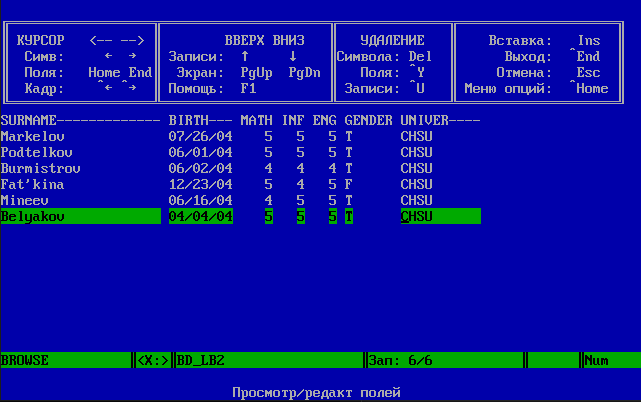 КУРСОР <-- --> ВВЕРХ ВНИЗ УДАЛЕНИЕ Вставка: Ins
Симв: ← → Записи: ↑ ↓ Символа: Del Выход: ^End
Поля: Home End Экран: PgUp PgDn Поля: ^Y Отмена: Esc
Кадр: ^← ^→ Помощь: F1 Записи: ^U Меню опций: ^Home
SURNAME------------- BIRTH--- MATH INF ENG GENDER UNIVER----
Markelov 07/26/04 5 5 5 T CHSU
Podtelkov 06/01/04 5 5 5 T CHSU
Burmistrov 06/02/04 4 4 4 T CHSU
Fat'kina 12/23/04 5 4 5 F CHSU
Mineev 06/16/04 4 5 5 T CHSU
Belyakov 04/04/04 5 5 5 T CHSU
BROWSE <X:> BD_LB2 Зап: 6/6 Num
Просмотр/редакт полей